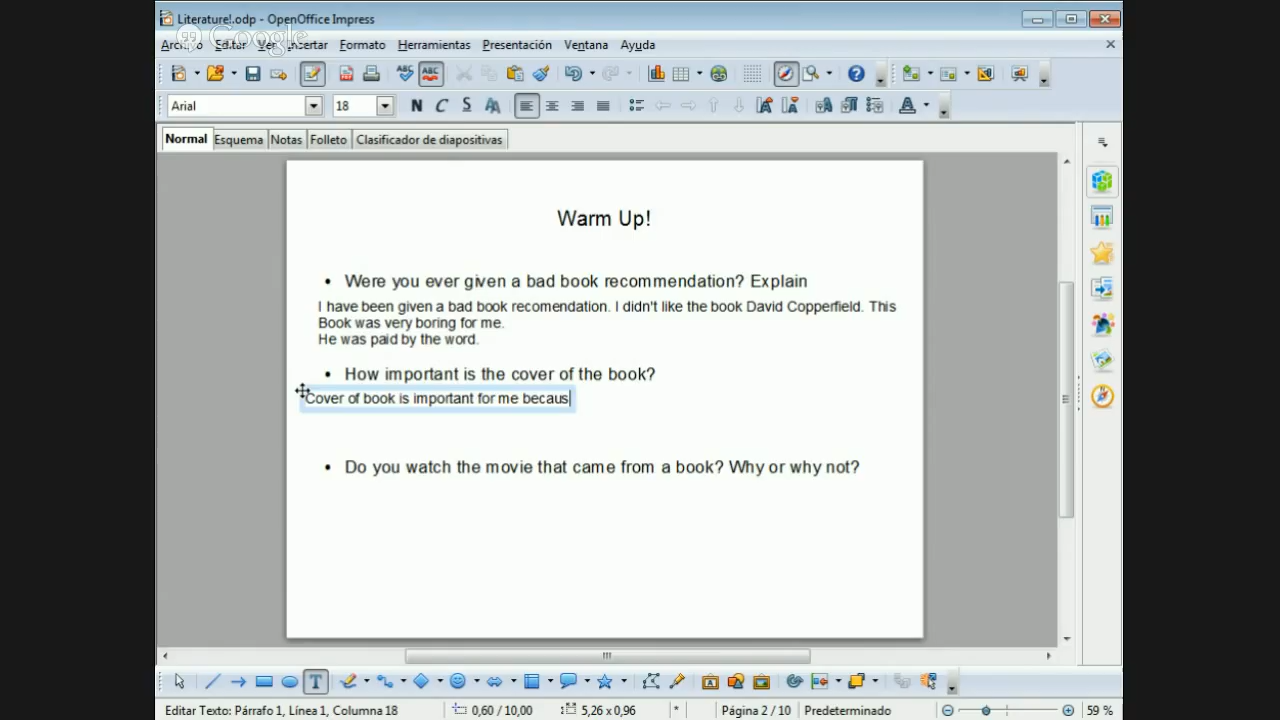 Literature!.odp - OpenOffice Impress
Google
Archivo Editar Ver Insertar Formato Herramientas Presentación Ventana Ayuda
Arial 18 N C S
Normal Esquema Notas Folleto Clasificador de diapositivas
Warm Up!
• Were you ever given a bad book recommendation? Explain
I have been given a bad book recomendation. I didn't like the book David Copperfield. This
Book was very boring for me.
He was paid by the word.
• How important is the cover of the book?
Cover of book is important for me becaus
• Do you watch the movie that came from a book? Why or why not?
Editar Texto: Párrafo 1, Línea 1, Columna 18 0,60 / 10,00 5,26 x 0,96 * Página 2 / 10 Predeterminado 59 %